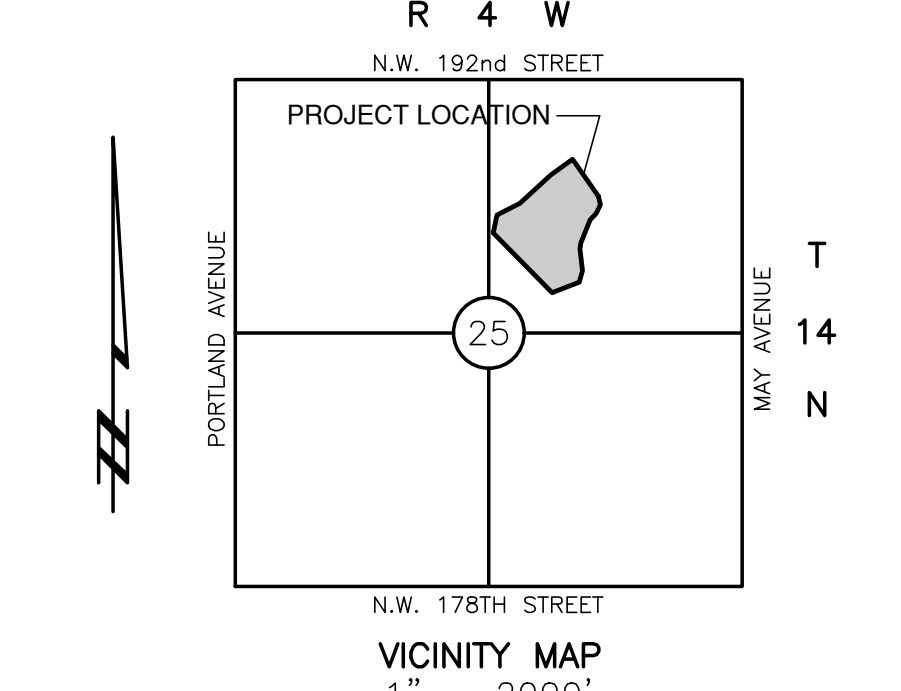 R 4 W
N.W. 192nd STREET
PROJECT LOCATION
PORTLAND AVENUE
MAY AVENUE
T
14
N
25
N.W. 178TH STREET
VICINITY MAP